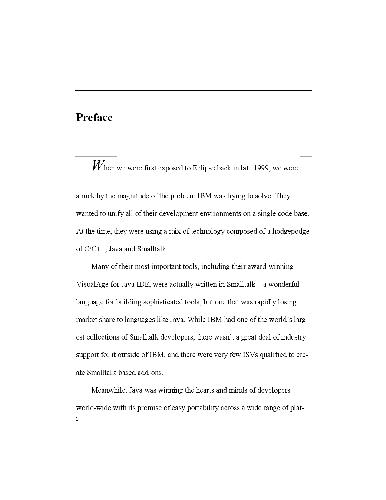 Preface
When we were first exposed to Eclipse back in late 1999, we were
struck by the magnitude of the problem IBM was trying to solve. They
wanted to unify all of their development environments on a single code base.
At the time, they were using a mix of technology composed of a hodgepodge
of C/C++, Java and Smalltalk.
Many of their most important tools, including their award winning
VisualAge for Java IDE, were actually written in Smalltalk – a wonderful
language for building sophisticated tools, but one that was rapidly losing
market share to languages like Java. While IBM had one of the world's larg-
est collections of Smalltalk developers, there wasn't a great deal of industry
support for it outside of IBM, and there were very few ISVs qualified to cre-
ate Smalltalk based add-ons.
Meanwhile, Java was winning the hearts and minds of developers
world-wide with its promise of easy portability across a wide range of plat-